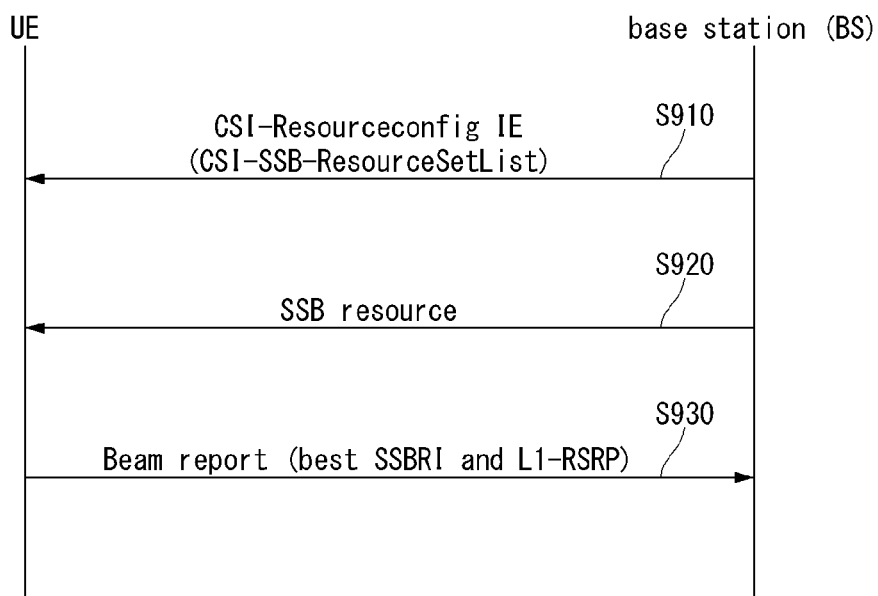 UE
base station (BS)
CSI-Resourceconfig IE
(CSI-SSB-ResourceSetList)
S910
SSB resource
S920
Beam report (best SSBRI and L1-RSRP)
S930